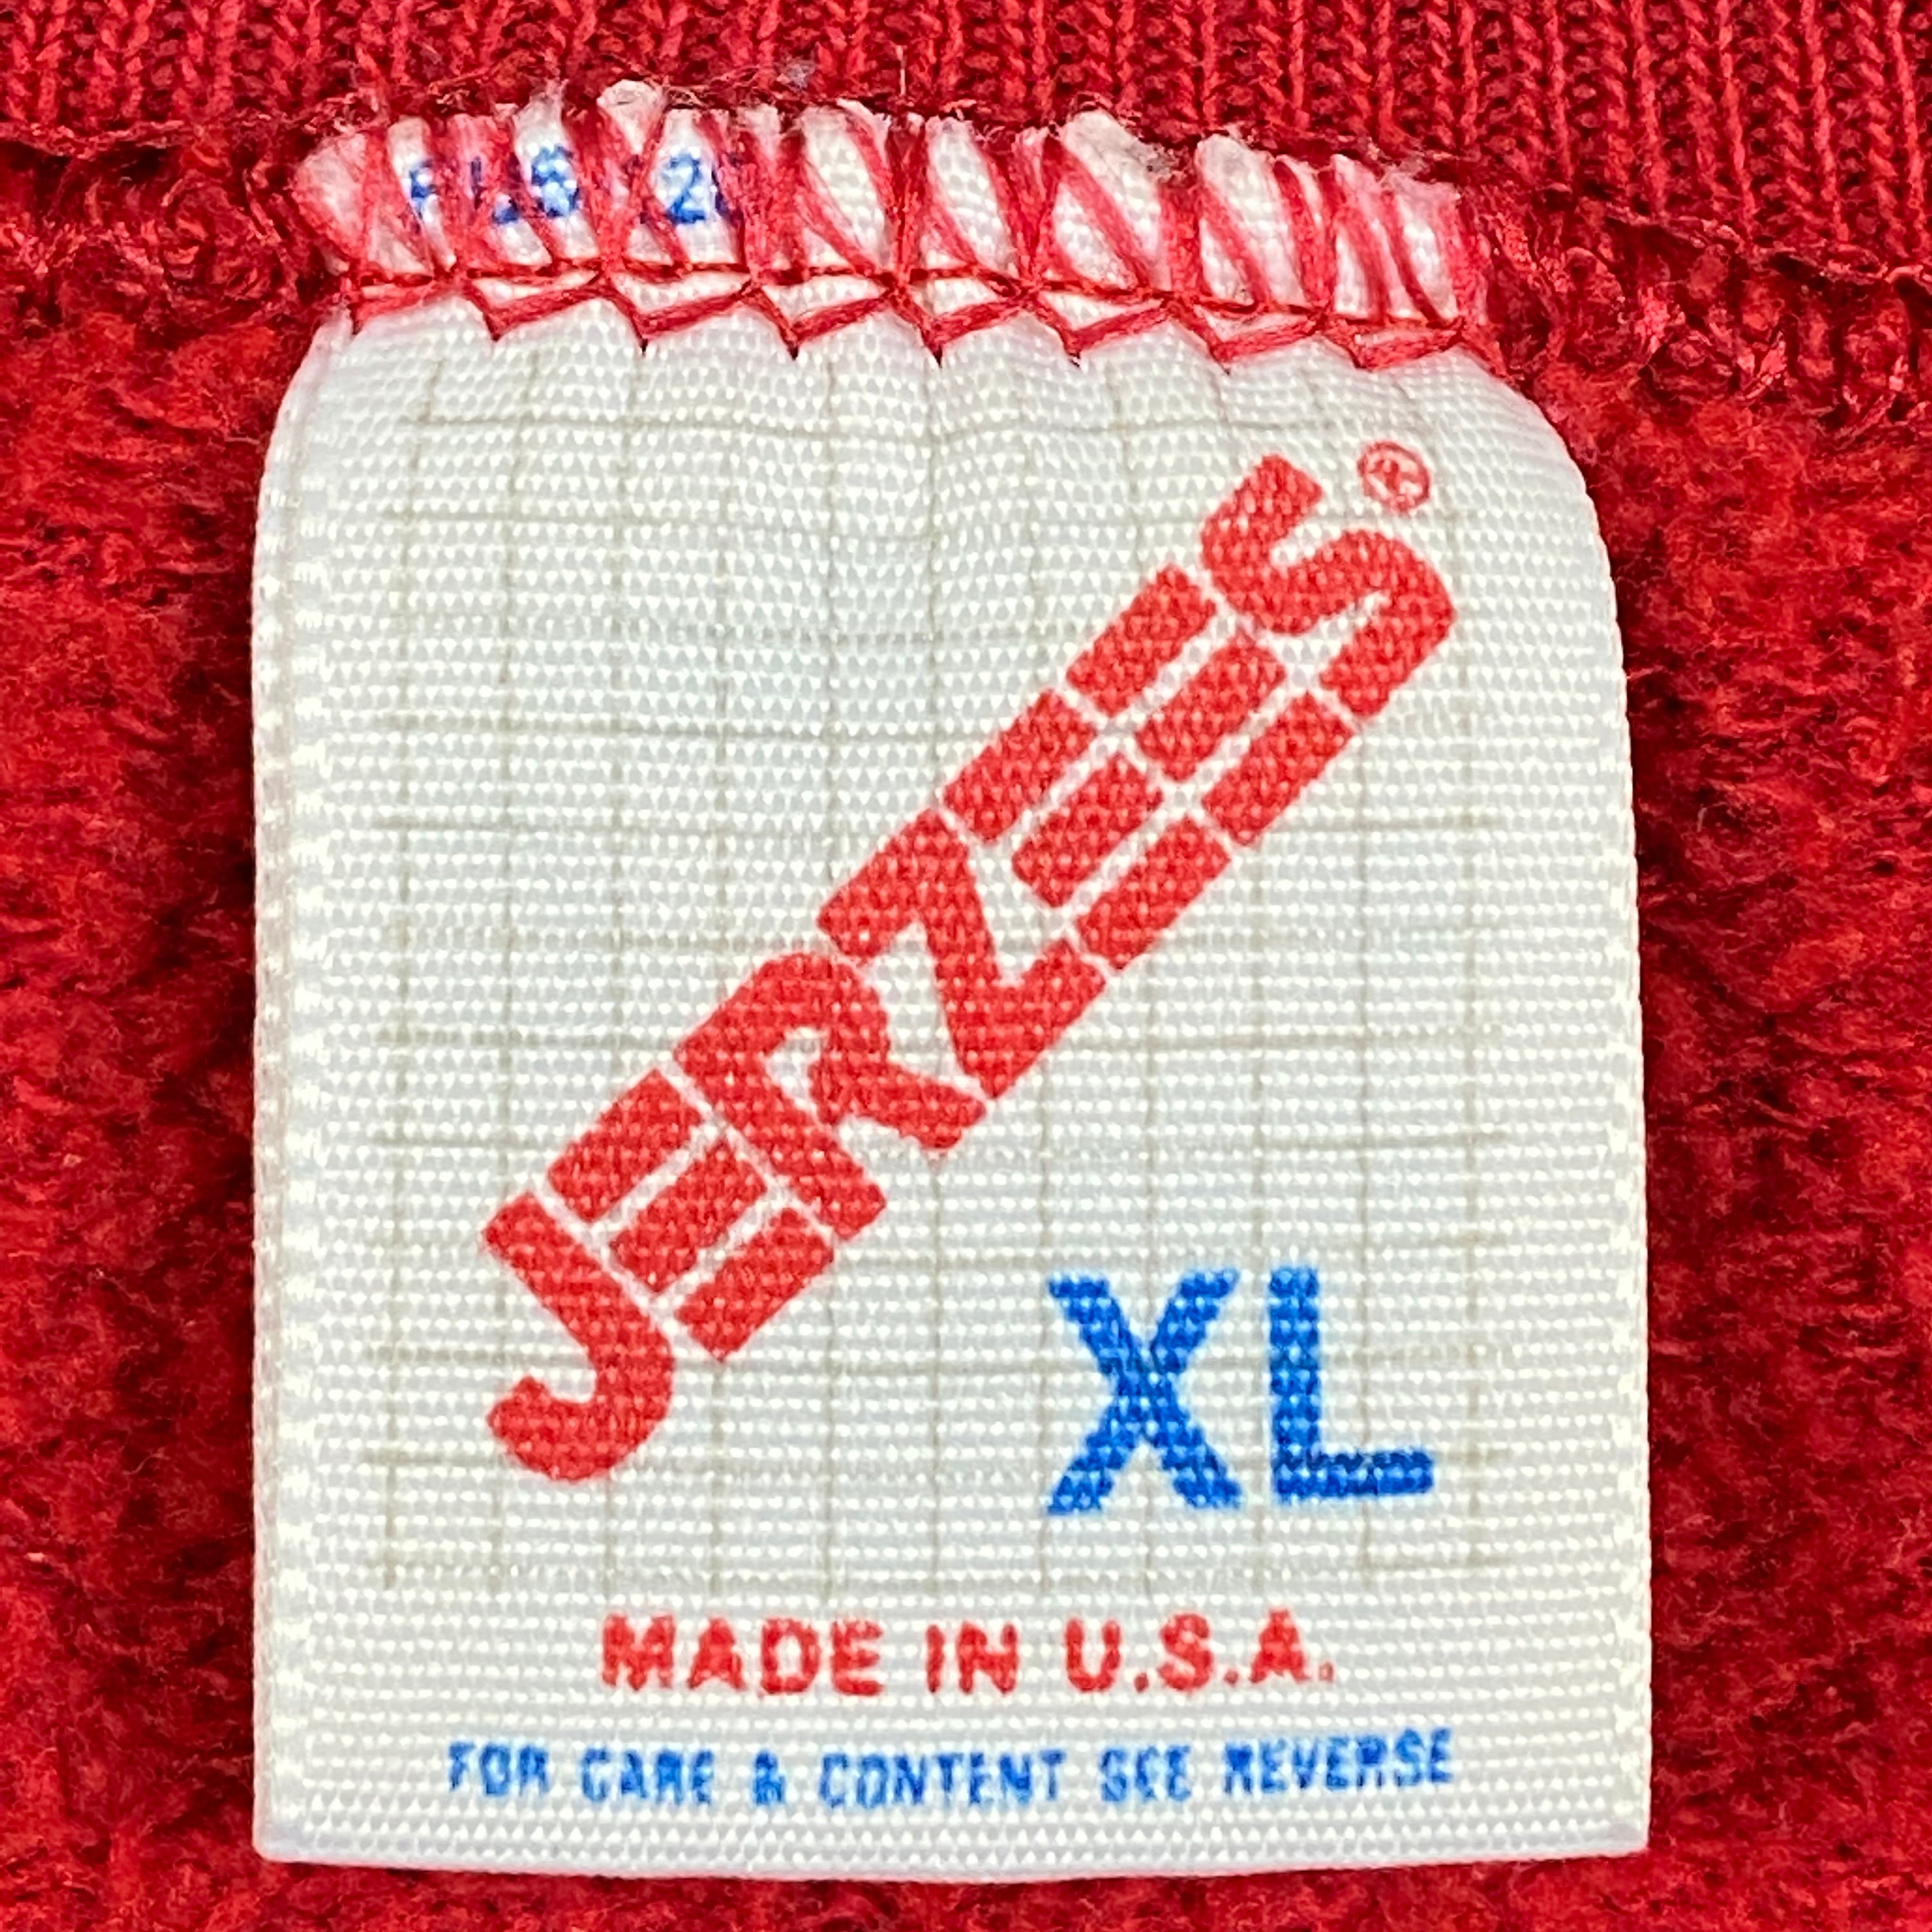 JERZEES®
XL
MADE IN U.S.A.
FOR CARE & CONTENT SEE REVERSE